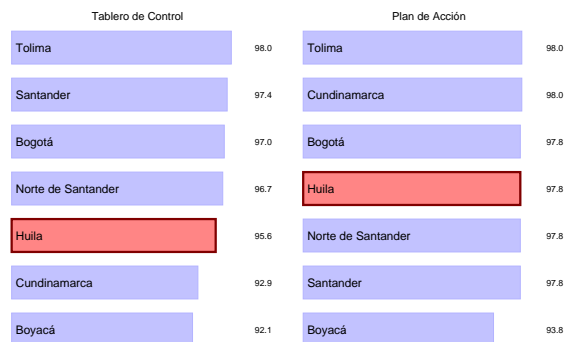 Tablero de Control
Tolima 98.0
Santander 97.4
Bogotá 97.0
Norte de Santander 96.7
Huila 95.6
Cundinamarca 92.9
Boyacá 92.1
Plan de Acción
Tolima 98.0
Cundinamarca 98.0
Bogotá 97.8
Huila 97.8
Norte de Santander 97.8
Santander 97.8
Boyacá 93.8